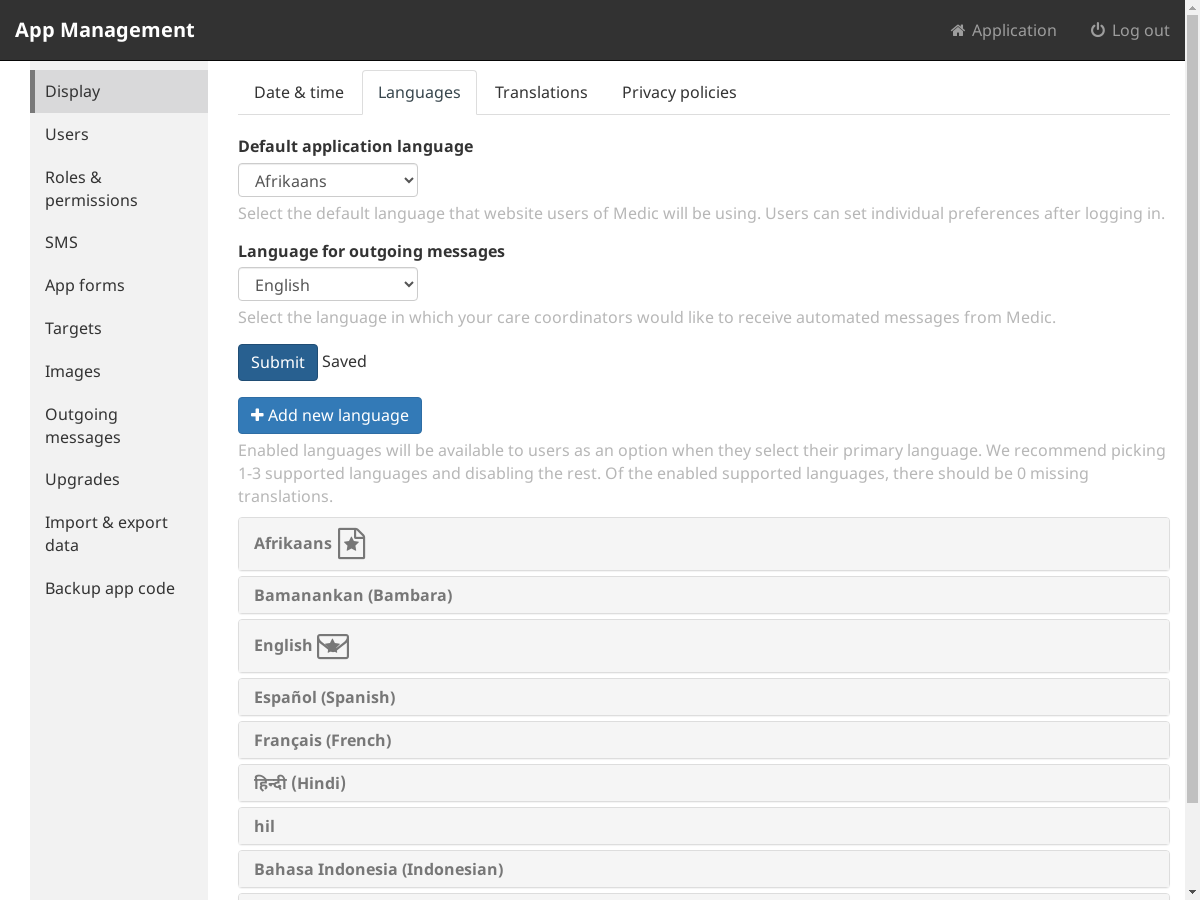 App Management
Application
Log out
Display
Users
Roles &
permissions
SMS
App forms
Targets
Images
Outgoing
messages
Upgrades
Import & export
data
Backup app code
Date & time
Languages
Translations
Privacy policies
Default application language
Afrikaans
Select the default language that website users of Medic will be using. Users can set individual preferences after logging in.
Language for outgoing messages
English
Select the language in which your care coordinators would like to receive automated messages from Medic.
Submit Saved
Add new language
Enabled languages will be available to users as an option when they select their primary language. We recommend picking
1-3 supported languages and disabling the rest. Of the enabled supported languages, there should be 0 missing
translations.
Afrikaans
Bamanankan (Bambara)
English
Español (Spanish)
Français (French)
हिन्दी (Hindi)
hil
Bahasa Indonesia (Indonesian)